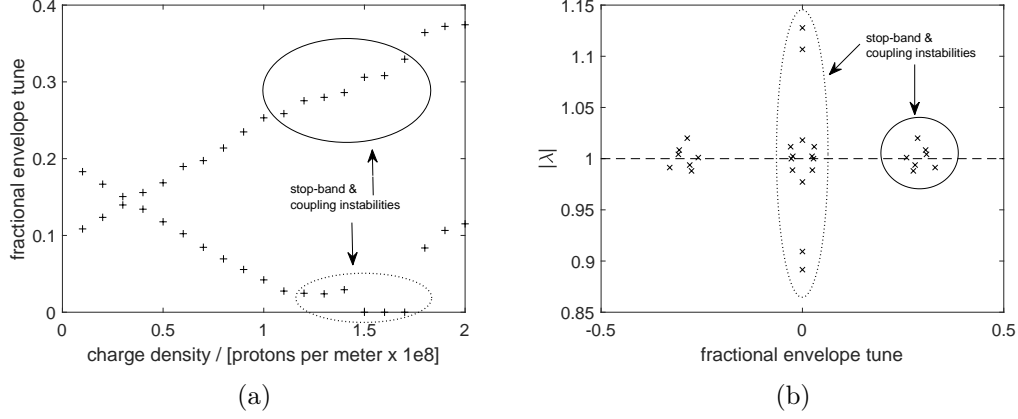 0.4
0.3
0.2
0.1
0
fractional envelope tune
stop-band &
coupling instabilities
0
0.5
1
1.5
2
charge density / [protons per meter x 1e8]
(a)
1.15
1.1
1.05
1
0.95
0.9
0.85
|λ|
stop-band &
coupling instabilities
-0.5
0
0.5
fractional envelope tune
(b)